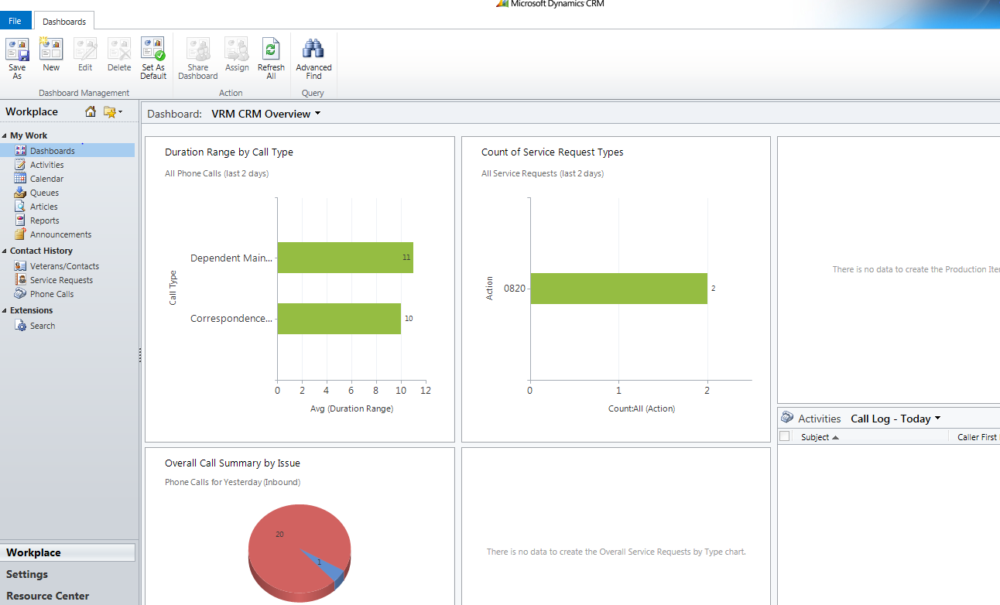 Microsoft Dynamics CRM
File
Dashboards
Save As
New
Edit
Delete
Set As Default
Share Dashboard
Assign
Refresh All
Advanced Find
Dashboard Management
Action
Query
Workplace
My Work
Dashboards
Activities
Calendar
Queues
Articles
Reports
Announcements
Contact History
Veterans/Contacts
Service Requests
Phone Calls
Extensions
Search
Workplace
Settings
Resource Center
Dashboard: VRM CRM Overview
Duration Range by Call Type
All Phone Calls (last 2 days)
Call Type
Dependent Main... 11
Correspondence... 10
0 2 4 6 8 10 12
Avg (Duration Range)
Count of Service Request Types
All Service Requests (last 2 days)
Action
0820 2
0 1 2
Count:All (Action)
There is no data to create the Production
Activities Call Log - Today
Subject Caller First
Overall Call Summary by Issue
Phone Calls for Yesterday (Inbound)
20
1
There is no data to create the Overall Service Requests by Type chart.